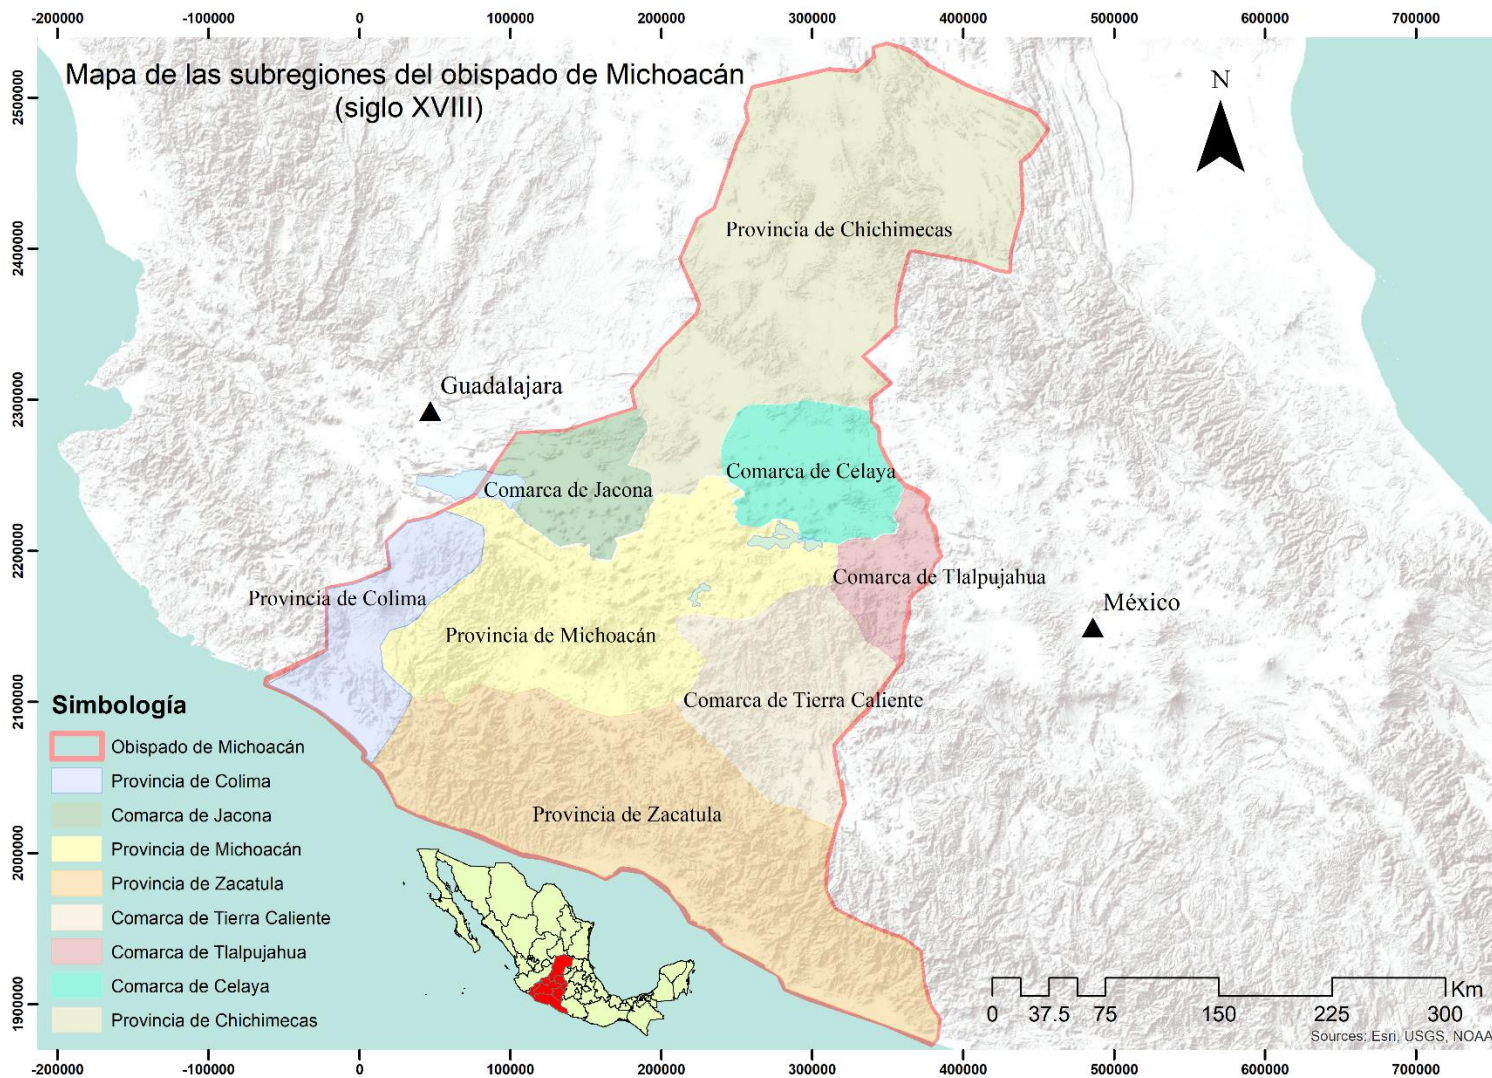 -200000 -100000 0 100000 200000 300000 400000 500000 600000 700000
Mapa de las subregiones del obispado de Michoacán
(siglo XVIII)
N
2500000
2400000
2300000
2200000
2100000
2000000
1900000
Provincia de Chichimecas
Guadalajara
Comarca de Celaya
Comarca de Jacona
Comarca de Tlalpujahua
Provincia de Colima
México
Provincia de Michoacán
Comarca de Tierra Caliente
Provincia de Zacatula
Simbología
Obispado de Michoacán
Provincia de Colima
Comarca de Jacona
Provincia de Michoacán
Provincia de Zacatula
Comarca de Tierra Caliente
Comarca de Tlalpujahua
Comarca de Celaya
Provincia de Chichimecas
Km
0 37.5 75 150 225 300
Sources: Esri, USGS, NOAA
-200000 -100000 0 100000 200000 300000 400000 500000 600000 700000